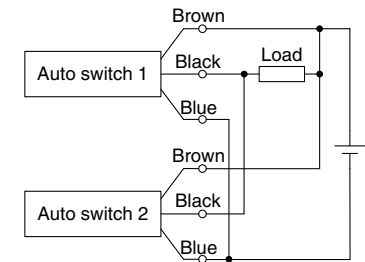 Brown
Auto switch 1
Black
Load
Blue
Brown
Auto switch 2
Black
Blue